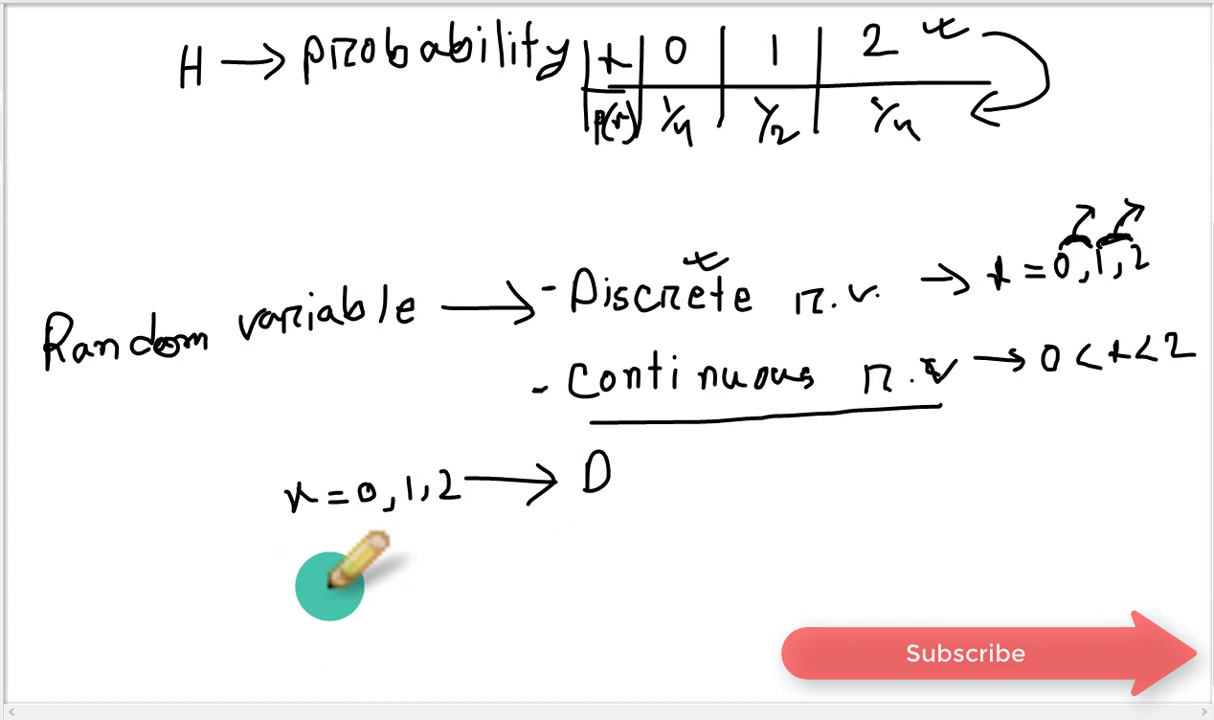 H → probability | x | 0 | 1 | 2
P(x) | 1/4 | 1/2 | 1/4
Random variable → - Discrete r.v. → x = 0, 1, 2
- Continuous r.v → 0 < x < 2
x = 0, 1, 2 → D
Subscribe